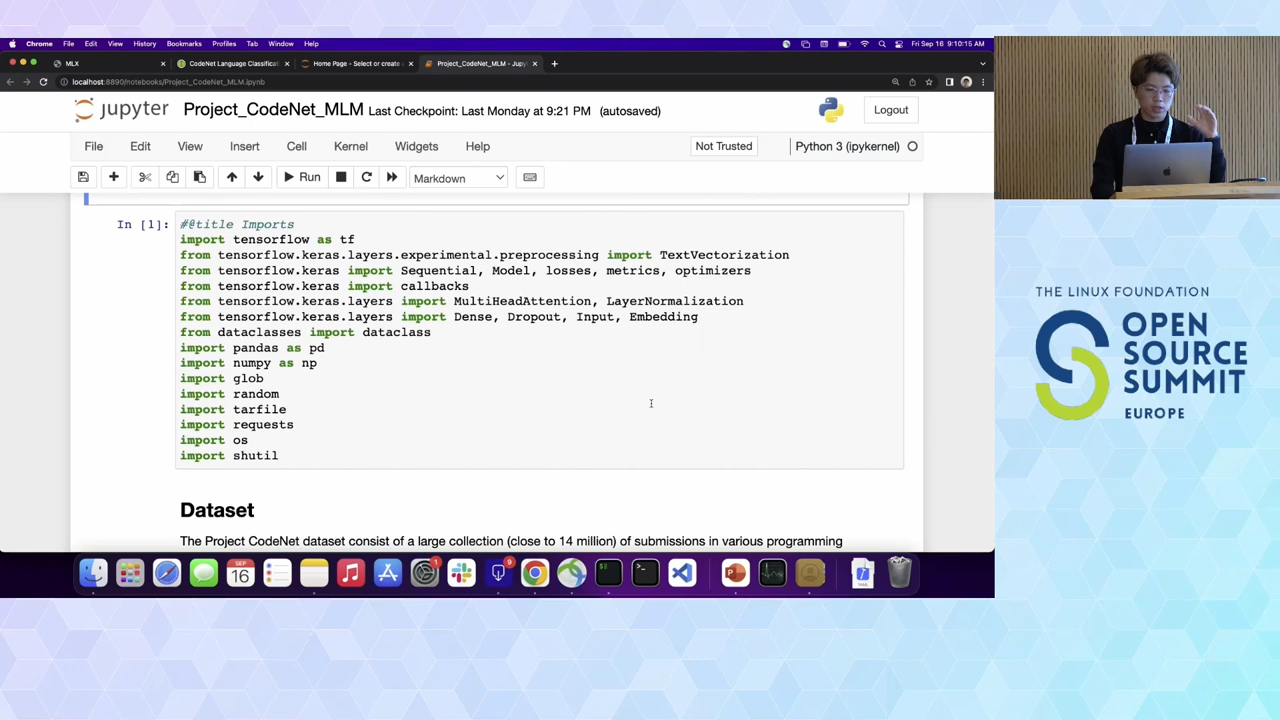 Chrome File Edit View History Bookmarks Profiles Tab Window Help
Fri Sep 16 9:10:15 AM
MLX
CodeNet Language Classificati
Home Page - Select or create
Project_CodeNet_MLM - Jupyt
localhost:8890/notebooks/Project_CodeNet_MLM.ipynb
jupyter Project_CodeNet_MLM Last Checkpoint: Last Monday at 9:21 PM (autosaved)
Logout
File Edit View Insert Cell Kernel Widgets Help
Not Trusted
Python 3 (ipykernel)
Run
Markdown
In [1]:
#@title Imports
import tensorflow as tf
from tensorflow.keras.layers.experimental.preprocessing import TextVectorization
from tensorflow.keras import Sequential, Model, losses, metrics, optimizers
from tensorflow.keras import callbacks
from tensorflow.keras.layers import MultiHeadAttention, LayerNormalization
from tensorflow.keras.layers import Dense, Dropout, Input, Embedding
from dataclasses import dataclass
import pandas as pd
import numpy as np
import glob
import random
import tarfile
import requests
import os
import shutil
Dataset
The Project CodeNet dataset consist of a large collection (close to 14 million) of submissions in various programming
SEP
16
1
9
THE LINUX FOUNDATION
OPEN
SOURCE
SUMMIT
EUROPE